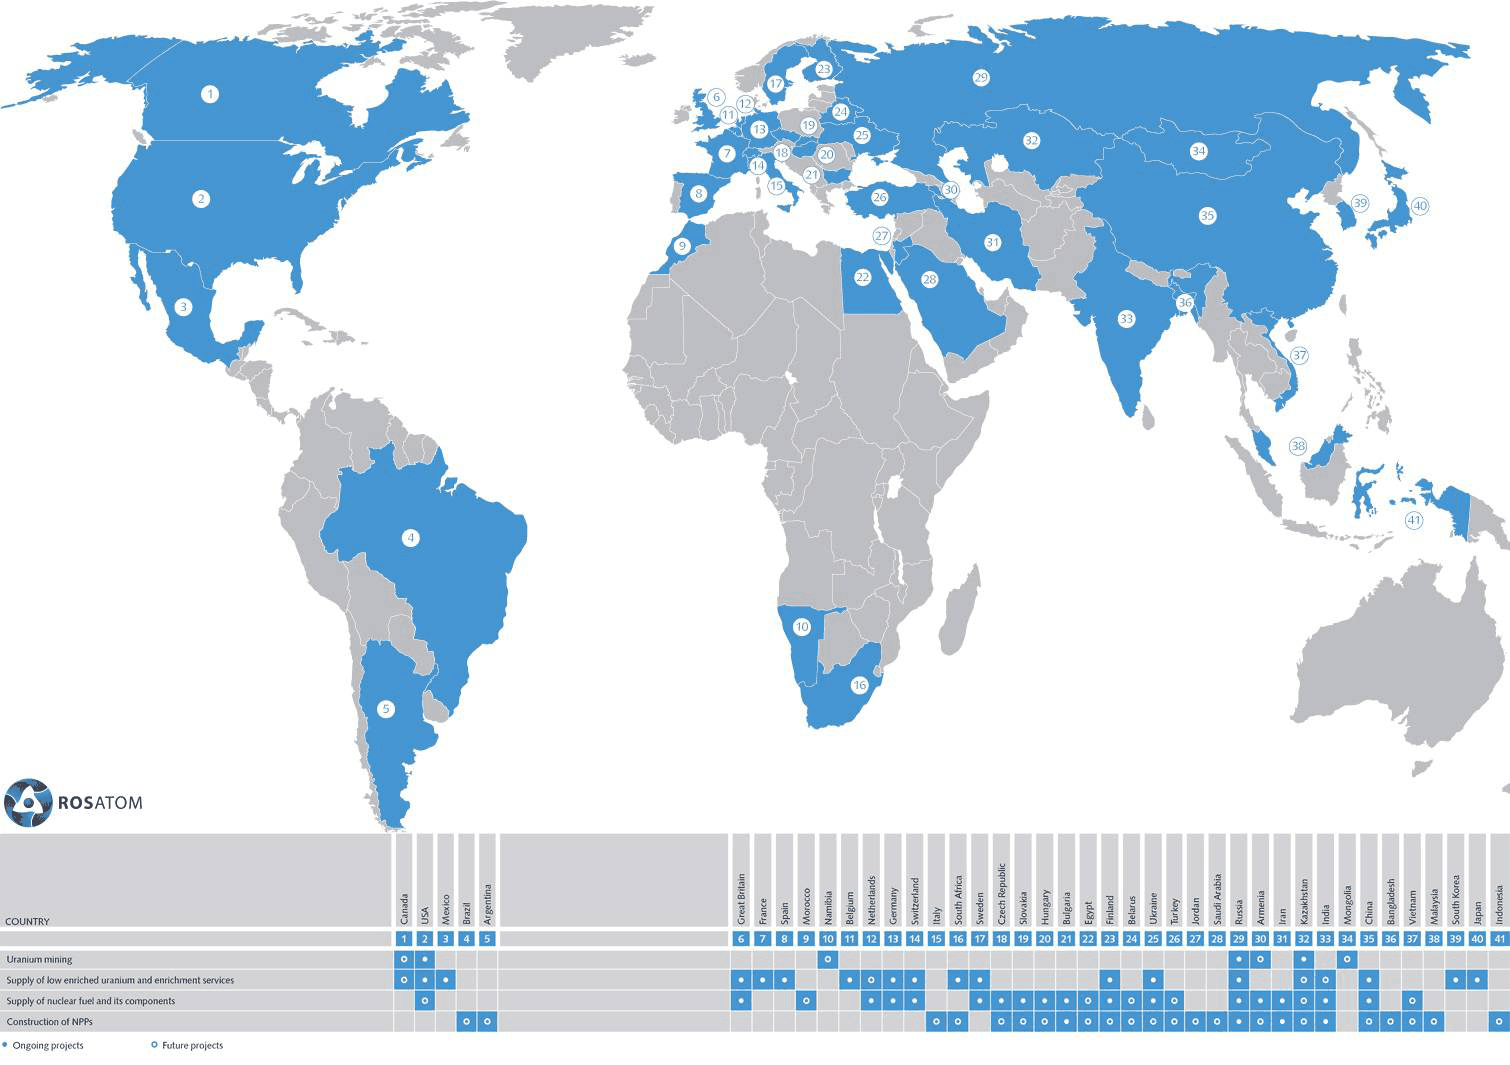 1
2
3
4
5
6
7
8
9
10
11
12
13
14
15
16
17
18
19
20
21
22
23
24
25
26
27
28
29
30
31
32
33
34
35
36
37
38
39
40
41
ROSATOM
COUNTRY
Canada
USA
Mexico
Brazil
Argentina
Great Britain
France
Spain
Morocco
Namibia
Belgium
Netherlands
Germany
Switzerland
Italy
South Africa
Sweden
Czech Republic
Slovakia
Hungary
Bulgaria
Egypt
Finland
Belarus
Ukraine
Turkey
Jordan
Saudi Arabia
Russia
Armenia
Iran
Kazakhstan
India
Mongolia
China
Bangladesh
Vietnam
Malaysia
South Korea
Japan
Indonesia
1 2 3 4 5 6 7 8 9 10 11 12 13 14 15 16 17 18 19 20 21 22 23 24 25 26 27 28 29 30 31 32 33 34 35 36 37 38 39 40 41
Uranium mining
Supply of low enriched uranium and enrichment services
Supply of nuclear fuel and its components
Construction of NPPs
Ongoing projects
Future projects